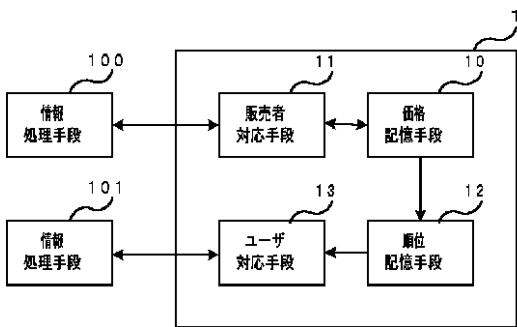 1
100
11
10
情報
処理手段
販売者
対応手段
価格
記憶手段
101
13
12
情報
処理手段
ユーザ
対応手段
順位
記憶手段